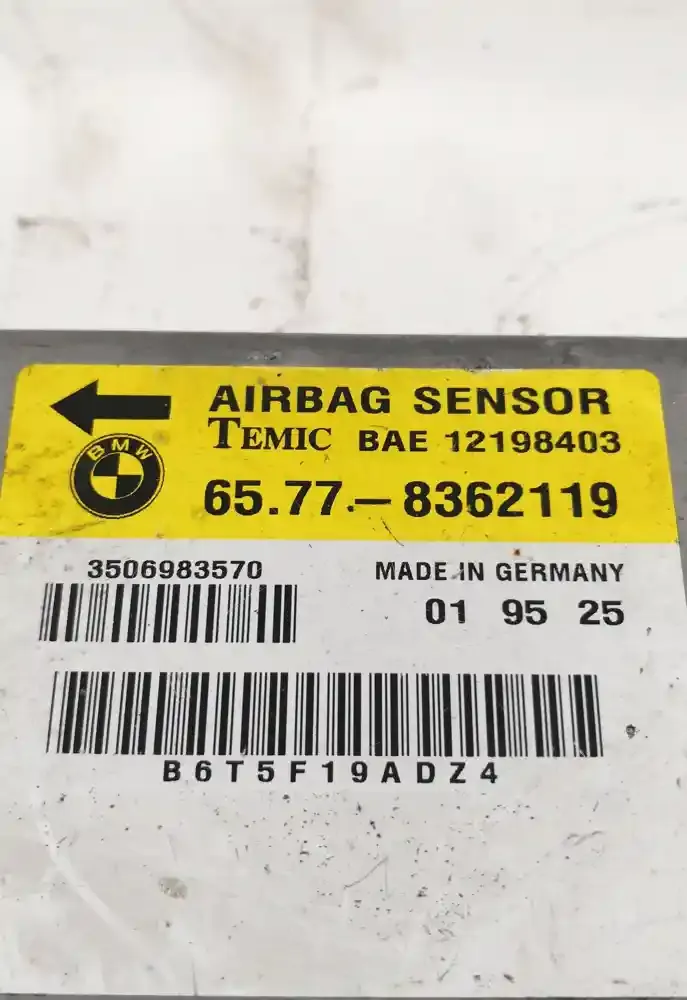 AIRBAG SENSOR
TEMIC BAE 12198403
BMW
65.77.-8362119
3506983570
MADE IN GERMANY
01 95 25
B6T5F19ADZ4